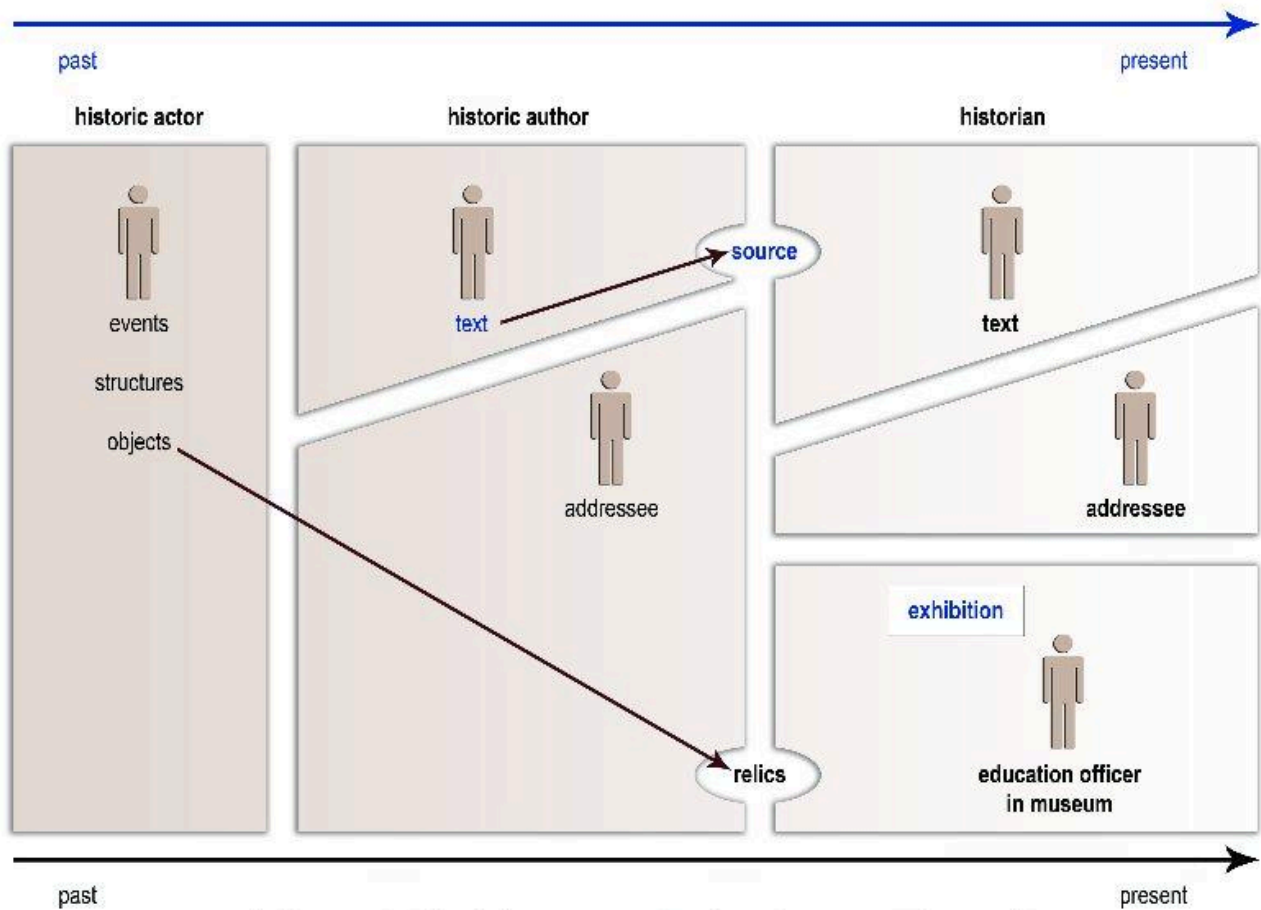 past
present
historic actor
historic author
historian
source
events
text
text
structures
objects
addressee
addressee
exhibition
relics
education officer
in museum
past
present